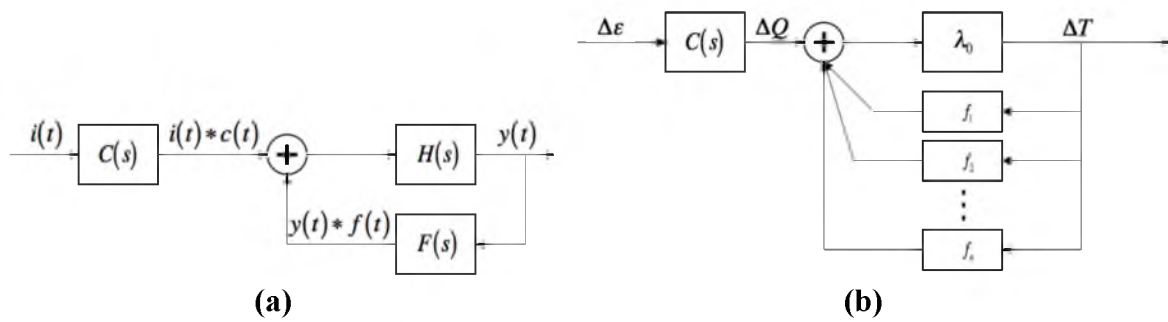 i(t)
C(s)
i(t)*c(t)
+
H(s)
y(t)
y(t)*f(t)
F(s)
(a)
Δε
C(s)
ΔQ
+
λ₀
ΔT
f₁
f₂
⋮
fₙ
(b)